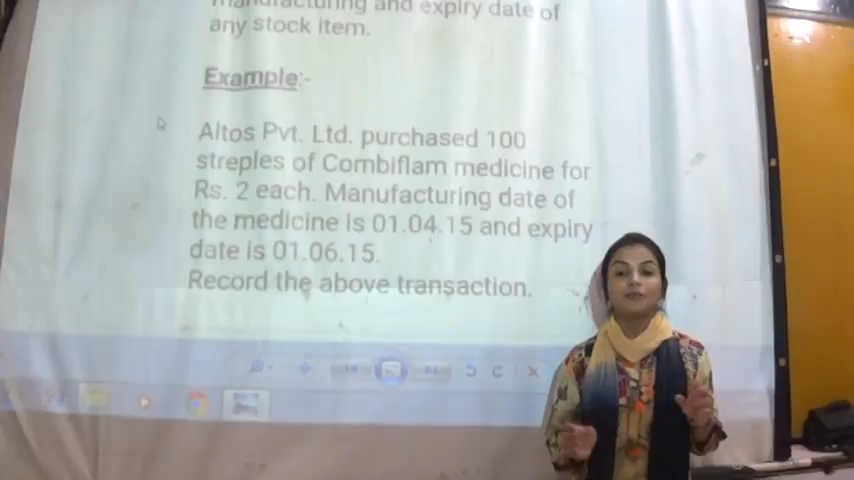 manufacturing and expiry date of
any stock item.
Example:-
Altos Pvt. Ltd. purchased 100
streples of Combiflam medicine for
Rs. 2 each. Manufacturing date of
the medicine is 01.04.15 and expiry
date is 01.06.15.
Record the above transaction.